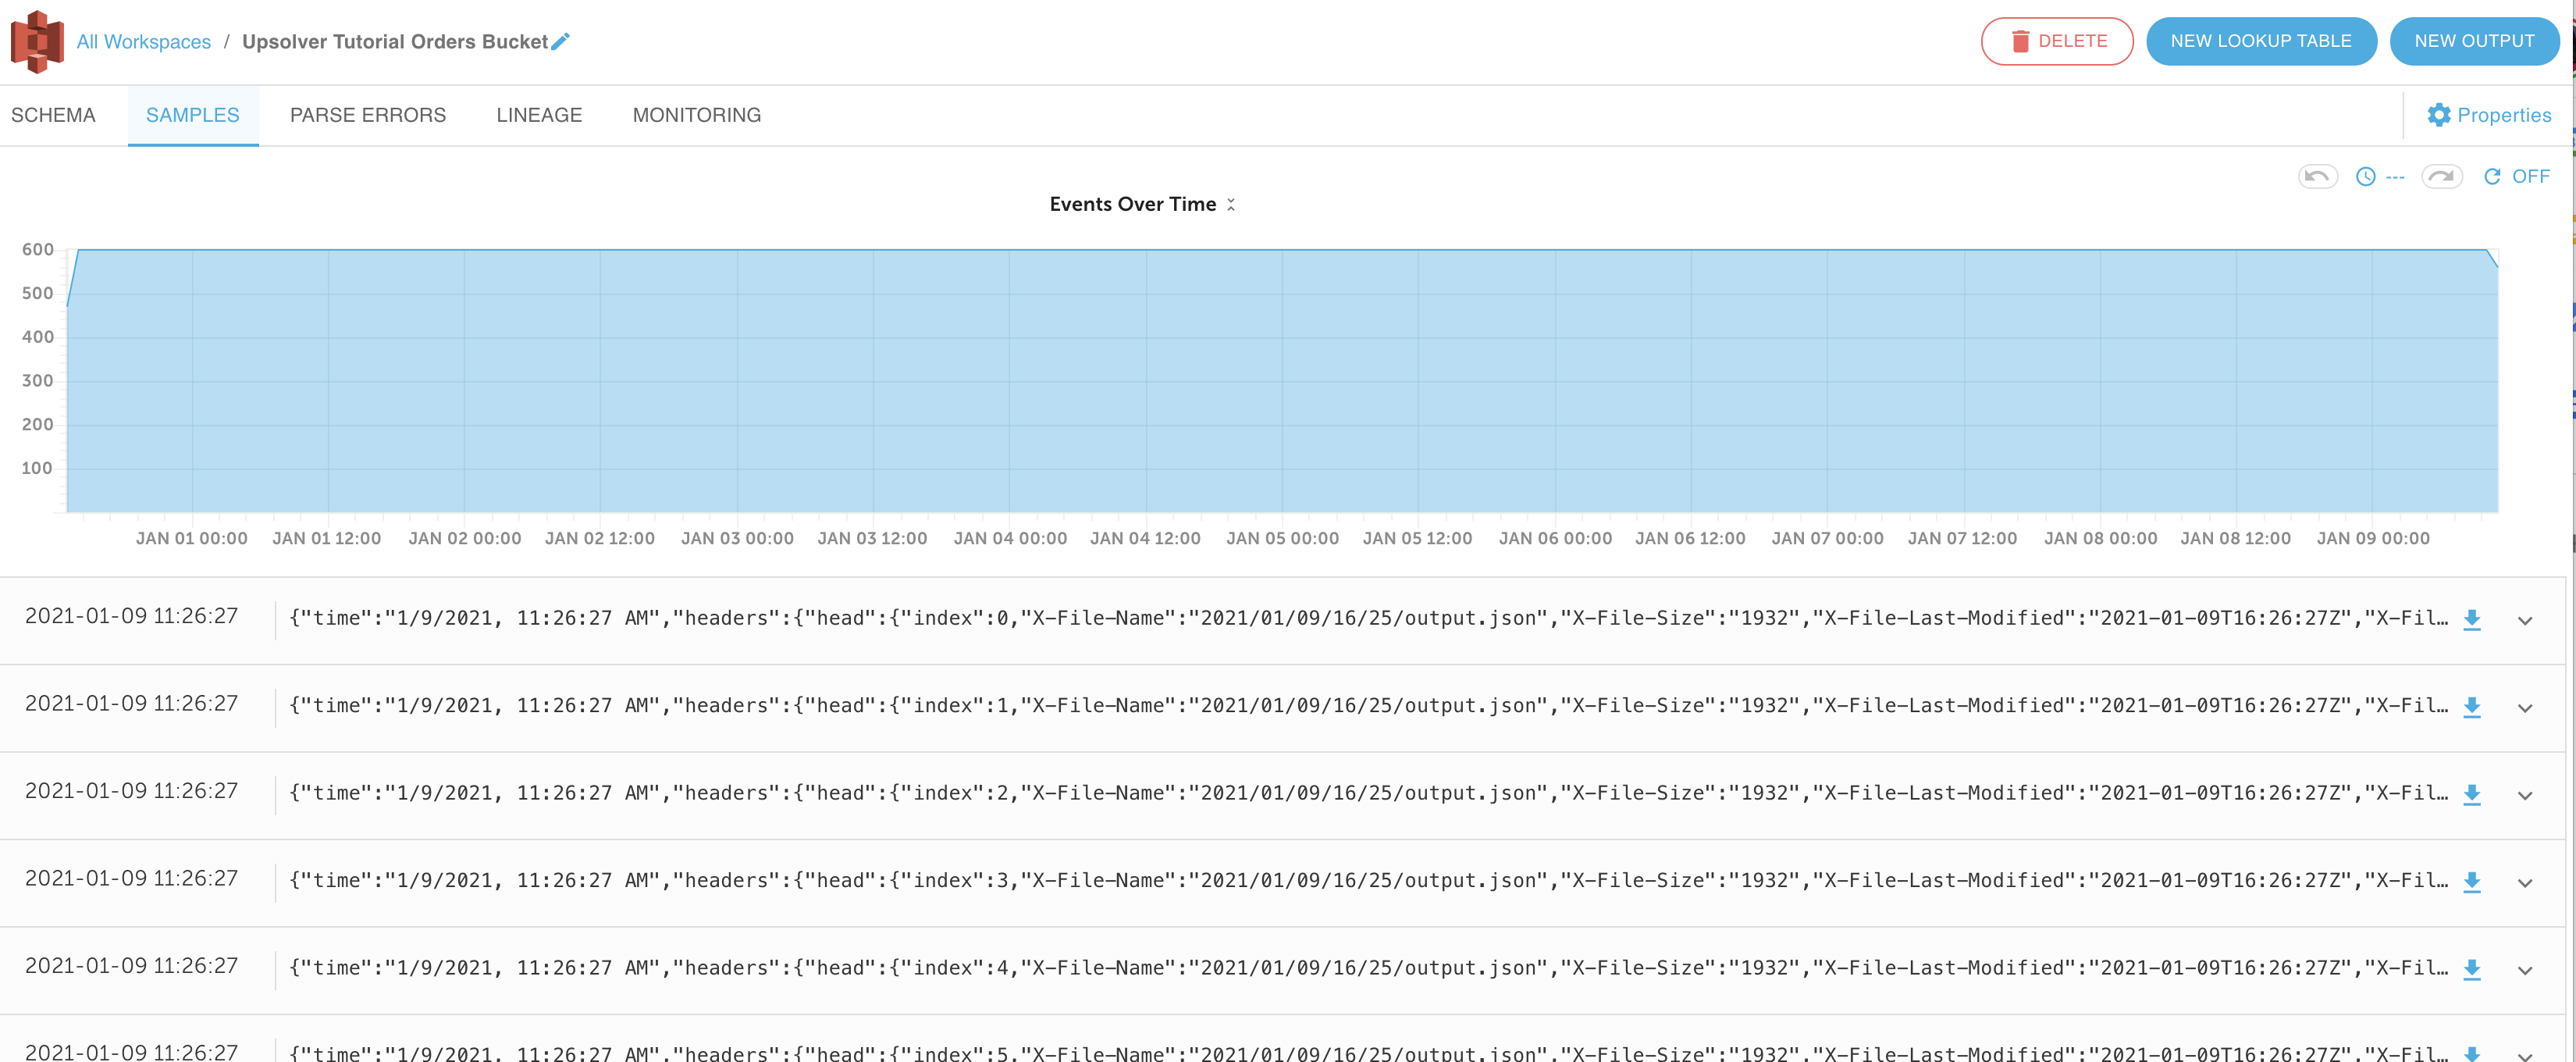 All Workspaces / Upsolver Tutorial Orders Bucket DELETE NEW LOOKUP TABLE NEW OUTPUT
SCHEMA SAMPLES PARSE ERRORS LINEAGE MONITORING Properties
--- OFF
Events Over Time
600
500
400
300
200
100
JAN 01 00:00 JAN 01 12:00 JAN 02 00:00 JAN 02 12:00 JAN 03 00:00 JAN 03 12:00 JAN 04 00:00 JAN 04 12:00 JAN 05 00:00 JAN 05 12:00 JAN 06 00:00 JAN 06 12:00 JAN 07 00:00 JAN 07 12:00 JAN 08 00:00 JAN 08 12:00 JAN 09 00:00
2021-01-09 11:26:27 {"time":"1/9/2021, 11:26:27 AM","headers":{"head":{"index":0,"X-File-Name":"2021/01/09/16/25/output.json","X-File-Size":"1932","X-File-Last-Modified":"2021-01-09T16:26:27Z","X-Fil…
2021-01-09 11:26:27 {"time":"1/9/2021, 11:26:27 AM","headers":{"head":{"index":1,"X-File-Name":"2021/01/09/16/25/output.json","X-File-Size":"1932","X-File-Last-Modified":"2021-01-09T16:26:27Z","X-Fil…
2021-01-09 11:26:27 {"time":"1/9/2021, 11:26:27 AM","headers":{"head":{"index":2,"X-File-Name":"2021/01/09/16/25/output.json","X-File-Size":"1932","X-File-Last-Modified":"2021-01-09T16:26:27Z","X-Fil…
2021-01-09 11:26:27 {"time":"1/9/2021, 11:26:27 AM","headers":{"head":{"index":3,"X-File-Name":"2021/01/09/16/25/output.json","X-File-Size":"1932","X-File-Last-Modified":"2021-01-09T16:26:27Z","X-Fil…
2021-01-09 11:26:27 {"time":"1/9/2021, 11:26:27 AM","headers":{"head":{"index":4,"X-File-Name":"2021/01/09/16/25/output.json","X-File-Size":"1932","X-File-Last-Modified":"2021-01-09T16:26:27Z","X-Fil…
2021-01-09 11:26:27 {"time":"1/9/2021, 11:26:27 AM","headers":{"head":{"index":5,"X-File-Name":"2021/01/09/16/25/output.json","X-File-Size":"1932","X-File-Last-Modified":"2021-01-09T16:26:27Z","X-Fil…